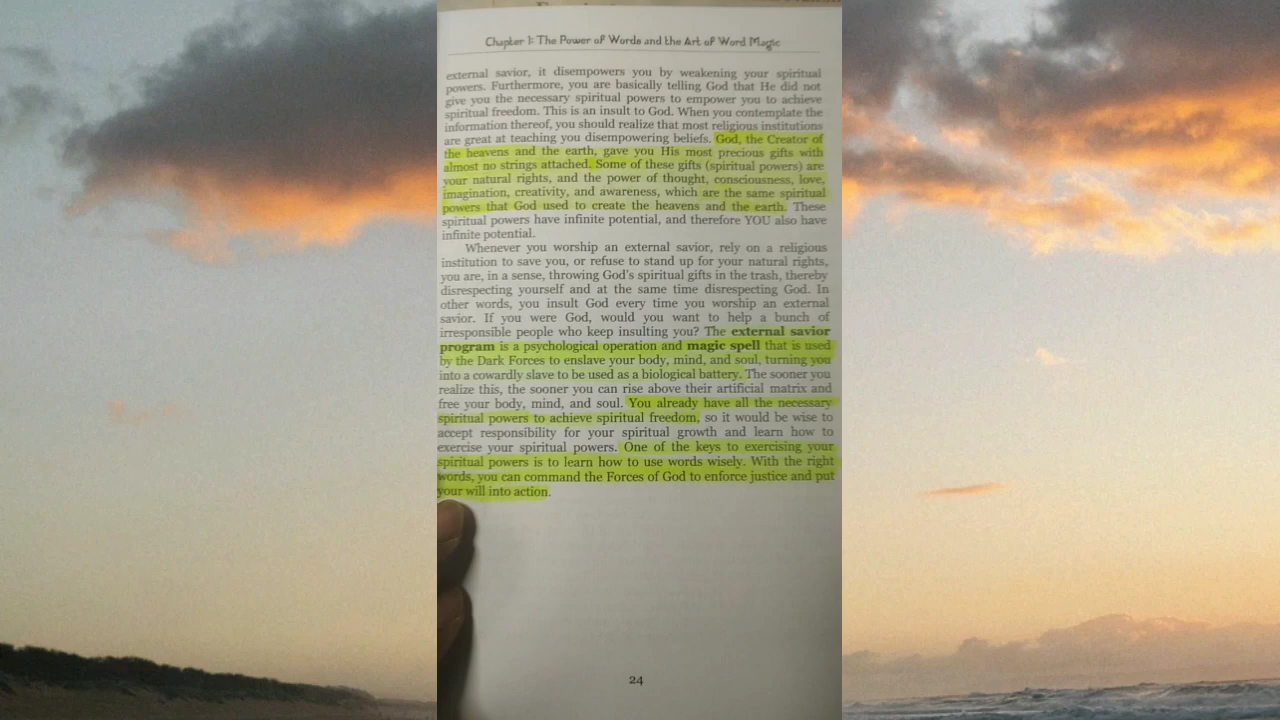 Chapter 1: The Power of Words and the Art of Word Magic
external savior, it disempowers you by weakening your spiritual
powers. Furthermore, you are basically telling God that He did not
give you the necessary spiritual powers to empower you to achieve
spiritual freedom. This is an insult to God. When you contemplate the
information thereof, you should realize that most religious institutions
are great at teaching you disempowering beliefs. God, the Creator of
the heavens and the earth, gave you His most precious gifts with
almost no strings attached. Some of these gifts (spiritual powers) are
your natural rights, and the power of thought, consciousness, love,
imagination, creativity, and awareness, which are the same spiritual
powers that God used to create the heavens and the earth. These
spiritual powers have infinite potential, and therefore YOU also have
infinite potential.
Whenever you worship an external savior, rely on a religious
institution to save you, or refuse to stand up for your natural rights,
you are, in a sense, throwing God's spiritual gifts in the trash, thereby
disrespecting yourself and at the same time disrespecting God. In
other words, you insult God every time you worship an external
savior. If you were God, would you want to help a bunch of
irresponsible people who keep insulting you? The external savior
program is a psychological operation and magic spell that is used
by the Dark Forces to enslave your body, mind, and soul, turning you
into a cowardly slave to be used as a biological battery. The sooner you
realize this, the sooner you can rise above their artificial matrix and
free your body, mind, and soul. You already have all the necessary
spiritual powers to achieve spiritual freedom, so it would be wise to
accept responsibility for your spiritual growth and learn how to
exercise your spiritual powers. One of the keys to exercising your
spiritual powers is to learn how to use words wisely. With the right
words, you can command the Forces of God to enforce justice and put
your will into action.
24